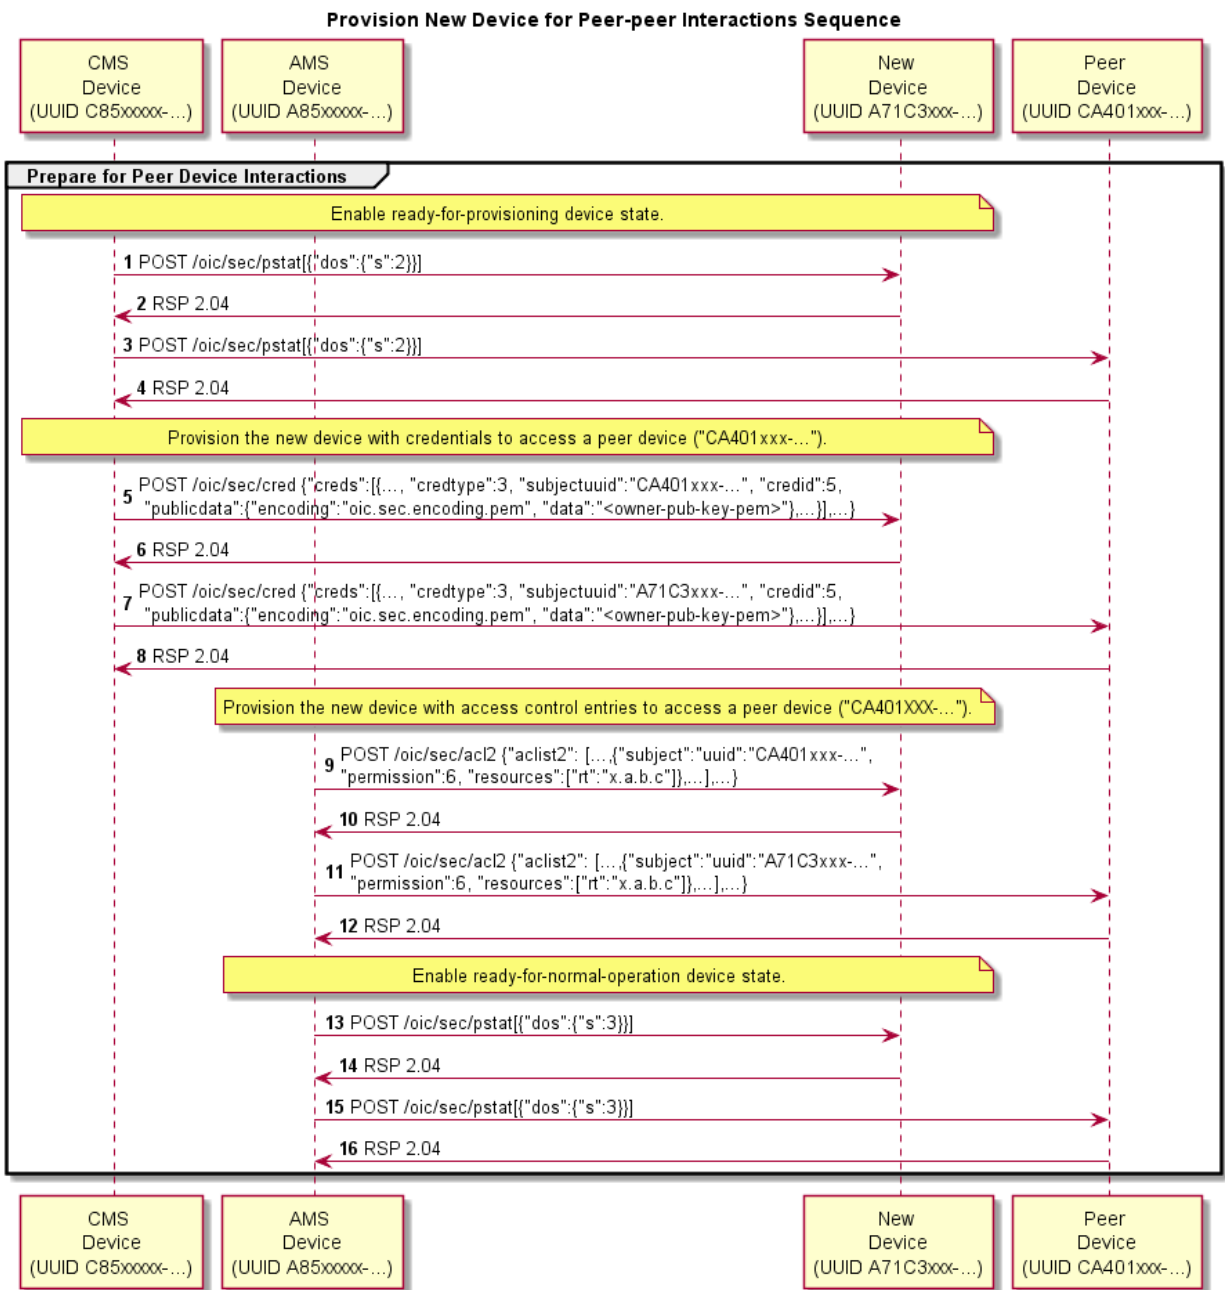 Provision New Device for Peer-peer Interactions Sequence
CMS
Device
(UUID C85xxxxx-...)
AMS
Device
(UUID A85xxxxx-...)
New
Device
(UUID A71C3xxx-...)
Peer
Device
(UUID CA401xxx-...)
Prepare for Peer Device Interactions
Enable ready-for-provisioning device state.
1 POST /oic/sec/pstat[{"dos":{"s":2}}]
2 RSP 2.04
3 POST /oic/sec/pstat[{"dos":{"s":2}}]
4 RSP 2.04
Provision the new device with credentials to access a peer device ("CA401xxx-...").
5 POST /oic/sec/cred {"creds":[{..., "credtype":3, "subjectuuid":"CA401xxx-...", "credid":5,
"publicdata":{"encoding":"oic.sec.encoding.pem", "data":"<owner-pub-key-pem>"},...}],...}
6 RSP 2.04
7 POST /oic/sec/cred {"creds":[{..., "credtype":3, "subjectuuid":"A71C3xxx-...", "credid":5,
"publicdata":{"encoding":"oic.sec.encoding.pem", "data":"<owner-pub-key-pem>"},...}],...}
8 RSP 2.04
Provision the new device with access control entries to access a peer device ("CA401XXX-...").
9 POST /oic/sec/acl2 {"aclist2": [...,{"subject":"uuid":"CA401xxx-...",
"permission":6, "resources":["rt":"x.a.b.c"]},...],...}
10 RSP 2.04
11 POST /oic/sec/acl2 {"aclist2": [...,{"subject":"uuid":"A71C3xxx-...",
"permission":6, "resources":["rt":"x.a.b.c"]},...],...}
12 RSP 2.04
Enable ready-for-normal-operation device state.
13 POST /oic/sec/pstat[{"dos":{"s":3}}]
14 RSP 2.04
15 POST /oic/sec/pstat[{"dos":{"s":3}}]
16 RSP 2.04
CMS
Device
(UUID C85xxxxx-...)
AMS
Device
(UUID A85xxxxx-...)
New
Device
(UUID A71C3xxx-...)
Peer
Device
(UUID CA401xxx-...)